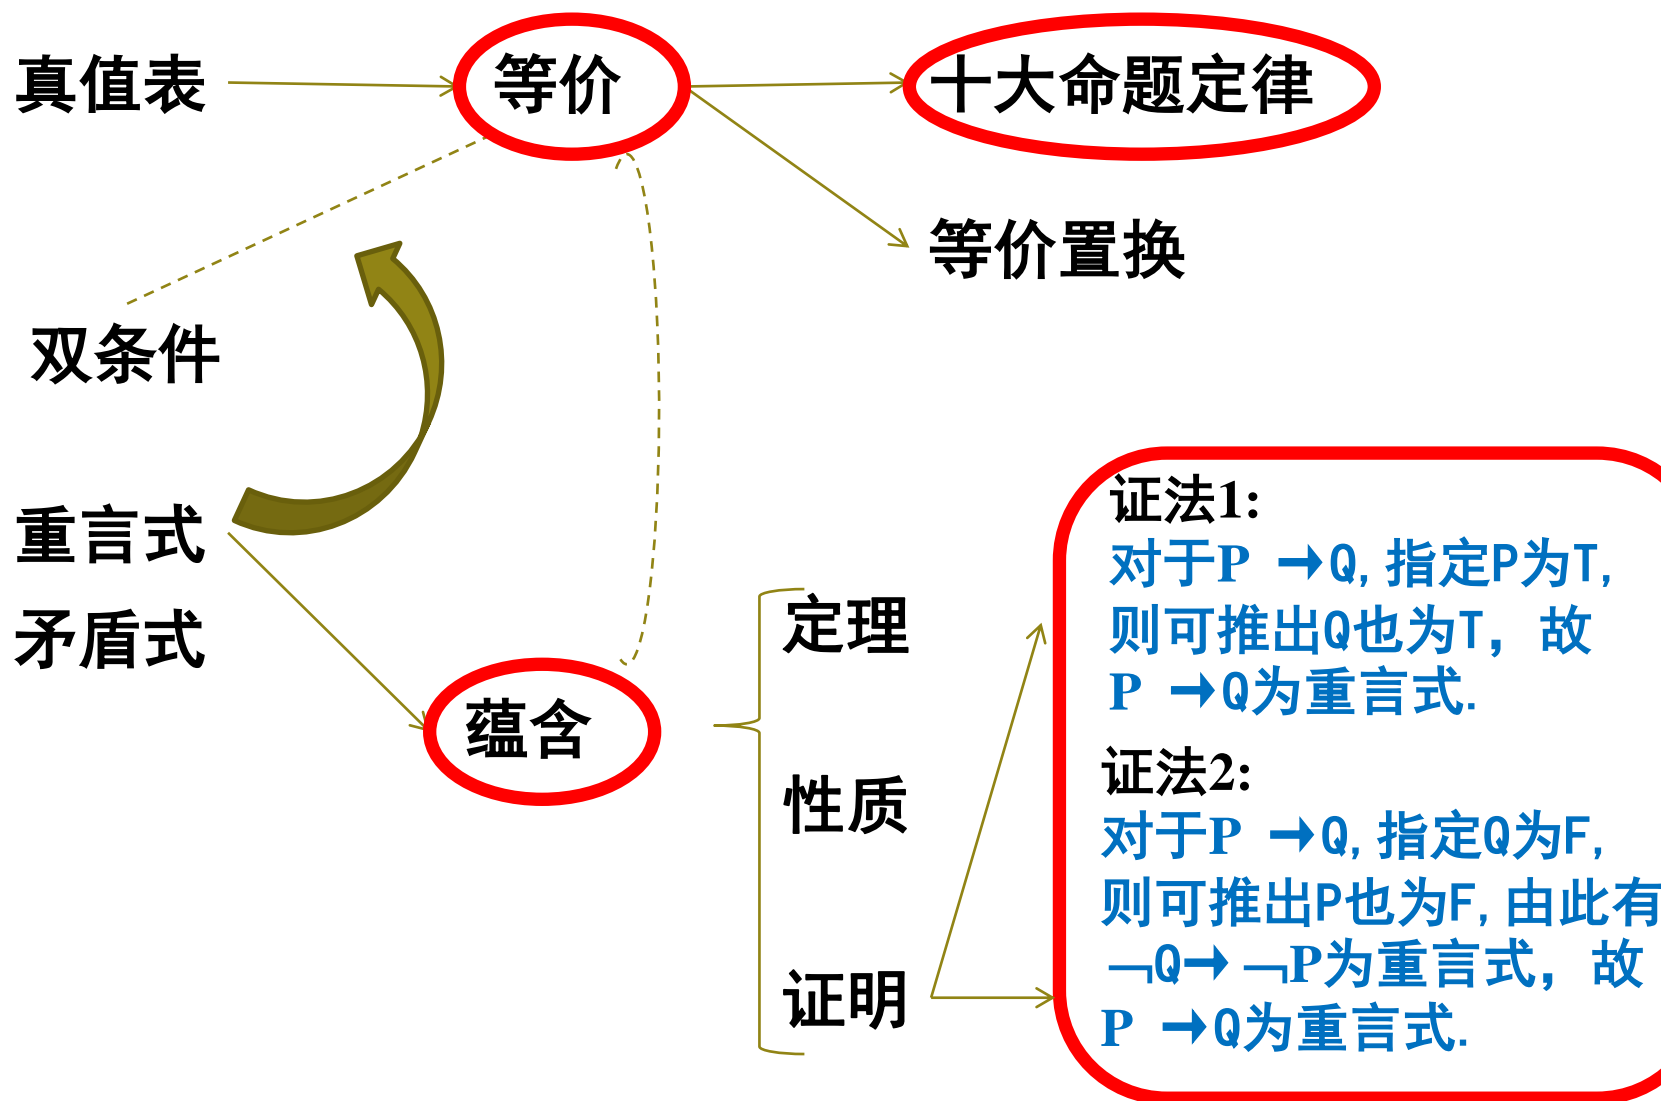 真值表
等价
十大命题定律
等价置换
双条件
重言式
矛盾式
蕴含
定理
性质
证明
证法1:
对于P →Q,指定P为T,
则可推出Q也为T，故
P →Q为重言式.
证法2:
对于P →Q,指定Q为F,
则可推出P也为F,由此有
￢Q→￢P为重言式，故
P →Q为重言式.